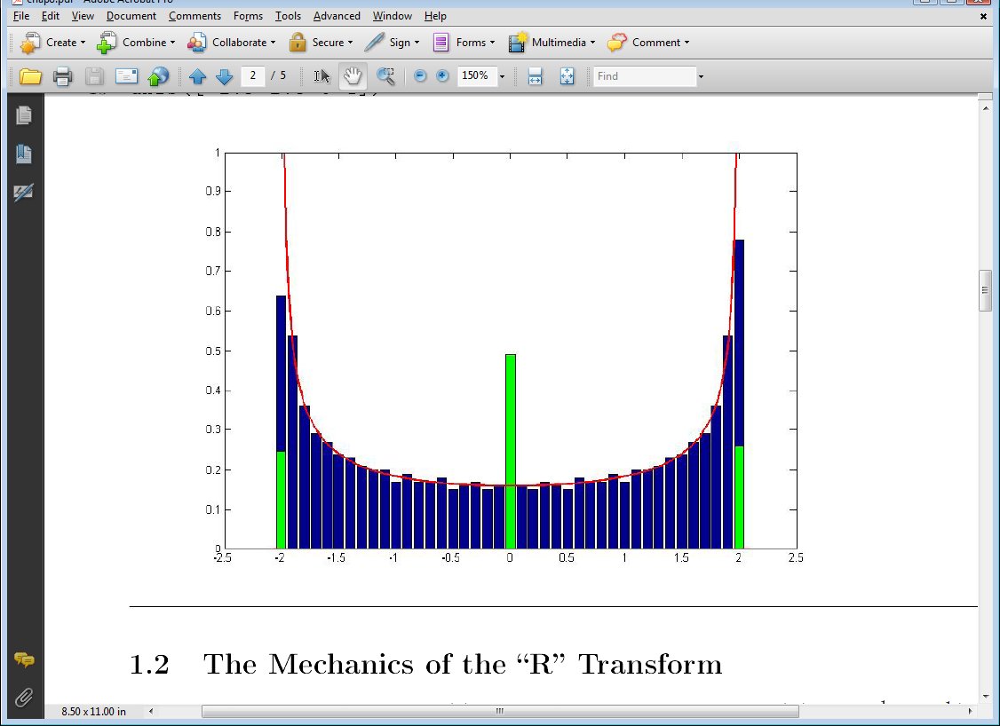 File Edit View Document Comments Forms Tools Advanced Window Help
Create Combine Collaborate Secure Sign Forms Multimedia Comment
2 / 5 150% Find
1
0.9
0.8
0.7
0.6
0.5
0.4
0.3
0.2
0.1
0
-2.5 -2 -1.5 -1 -0.5 0 0.5 1 1.5 2 2.5
1.2 The Mechanics of the “R” Transform
8.50 x 11.00 in